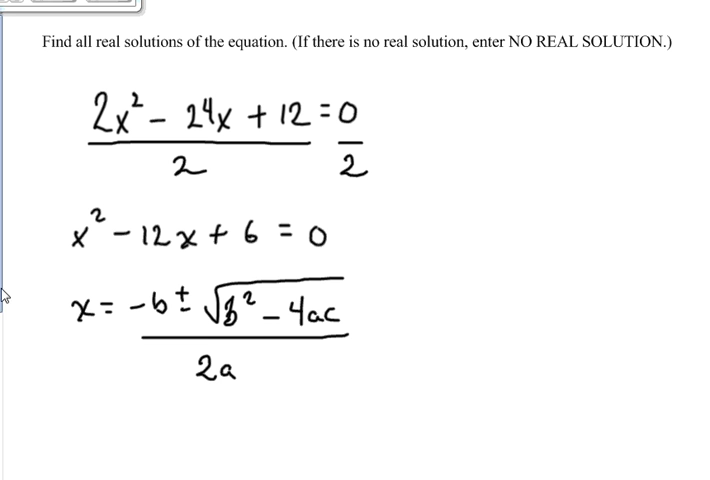 Find all real solutions of the equation. (If there is no real solution, enter NO REAL SOLUTION.)
2x² - 24x + 12 = 0
2 2
x² - 12x + 6 = 0
x = -b ± √b² - 4ac
2a